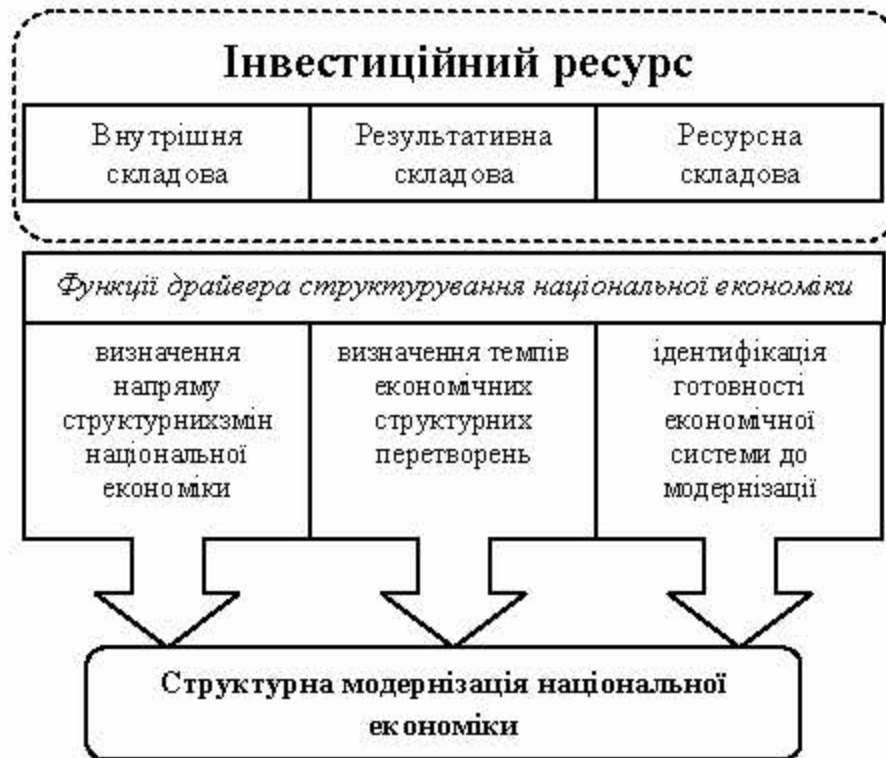 Інвестиційний ресурс
Внутрішня
складова
Результативна
складова
Ресурсна
складова
Функції драйвера структурування національної економіки
визначення
напряму
структурнихзмін
національної
економіки
визначення темпів
економічних
структурних
перетворень
ідентифікація
готовності
економічної
системи до
модернізації
Структурна модернізація національної
економіки